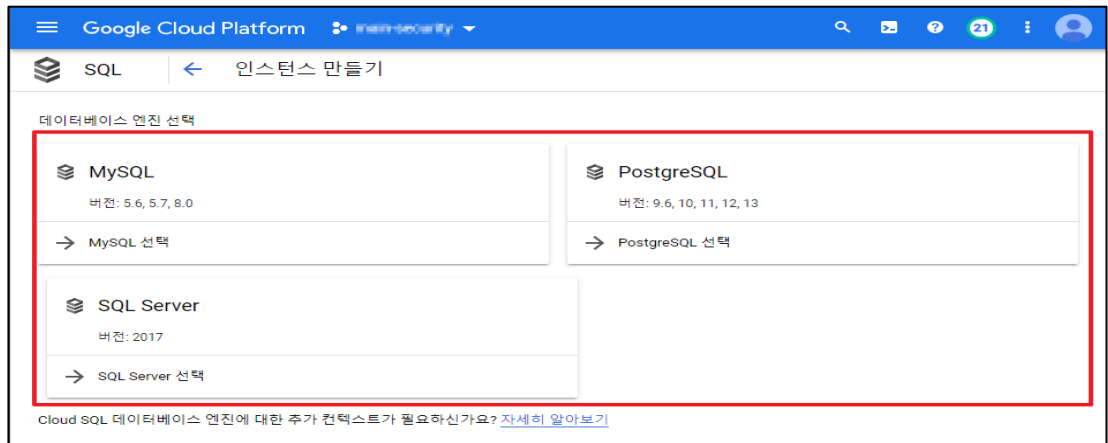 Google Cloud Platform
21
SQL
인스턴스 만들기
데이터베이스 엔진 선택
MySQL
버전: 5.6, 5.7, 8.0
MySQL 선택
PostgreSQL
버전: 9.6, 10, 11, 12, 13
PostgreSQL 선택
SQL Server
버전: 2017
SQL Server 선택
Cloud SQL 데이터베이스 엔진에 대한 추가 컨텍스트가 필요하신가요? 자세히 알아보기